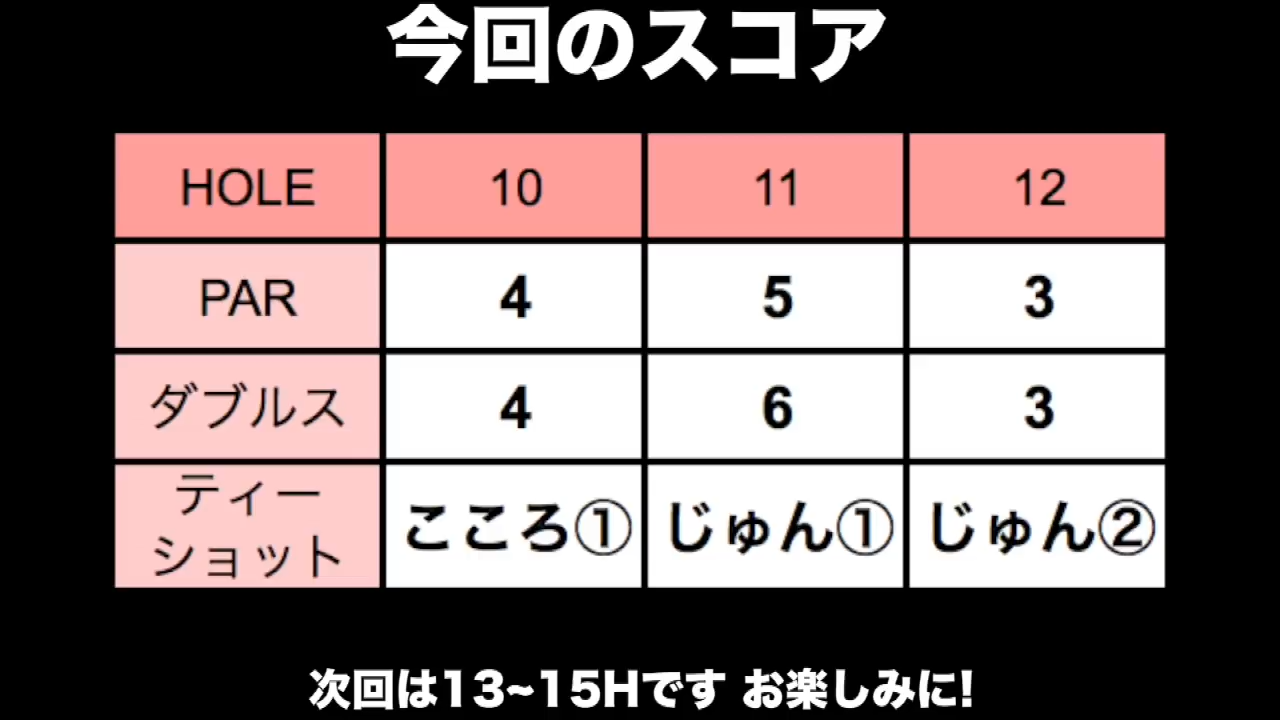 今回のスコア
HOLE 10 11 12
PAR 4 5 3
ダブルス 4 6 3
ティー
ショット こころ① じゅん① じゅん②
次回は13~15Hです お楽しみに!